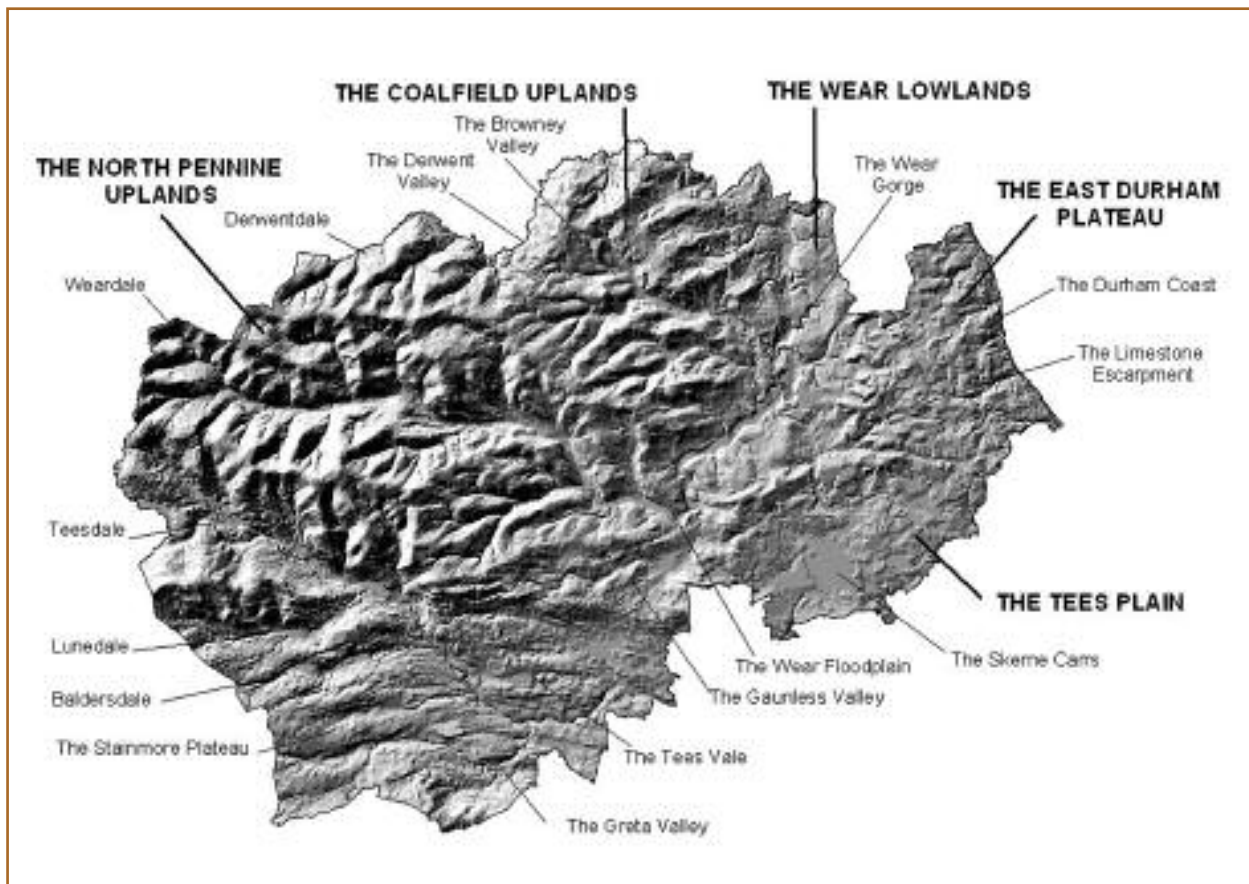 THE COALFIELD UPLANDS
THE WEAR LOWLANDS
The Browney
Valley
The Derwent
Valley
THE NORTH PENNINE
UPLANDS
The Wear
Gorge
THE EAST DURHAM
PLATEAU
Derwentdale
Weardale
The Durham Coast
The Limestone
Escarpment
Teesdale
THE TEES PLAIN
Lunedale
The Wear Floodplain
The Skerne Carrs
Baldersdale
The Gaunless Valley
The Stainmore Plateau
The Tees Vale
The Greta Valley